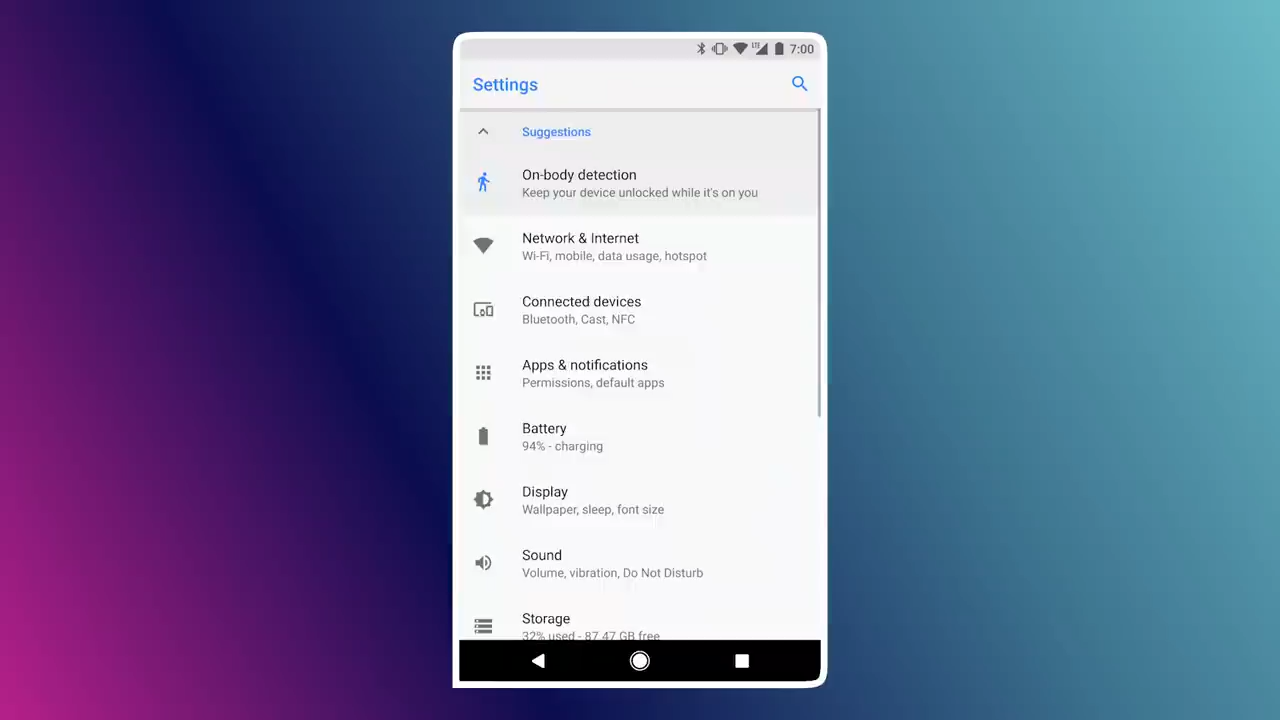 LTE 7:00
Settings
Suggestions
On-body detection
Keep your device unlocked while it's on you
Network & Internet
Wi-Fi, mobile, data usage, hotspot
Connected devices
Bluetooth, Cast, NFC
Apps & notifications
Permissions, default apps
Battery
94% - charging
Display
Wallpaper, sleep, font size
Sound
Volume, vibration, Do Not Disturb
Storage
32% used - 87.47 GB free